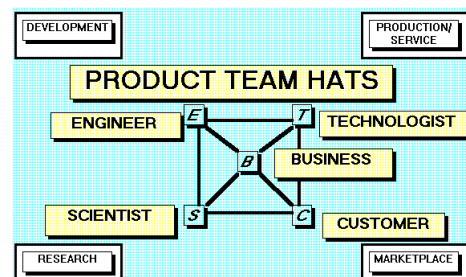 DEVELOPMENT
PRODUCTION/
SERVICE
PRODUCT TEAM HATS
ENGINEER
E
T
TECHNOLOGIST
B
BUSINESS
SCIENTIST
S
C
CUSTOMER
RESEARCH
MARKETPLACE